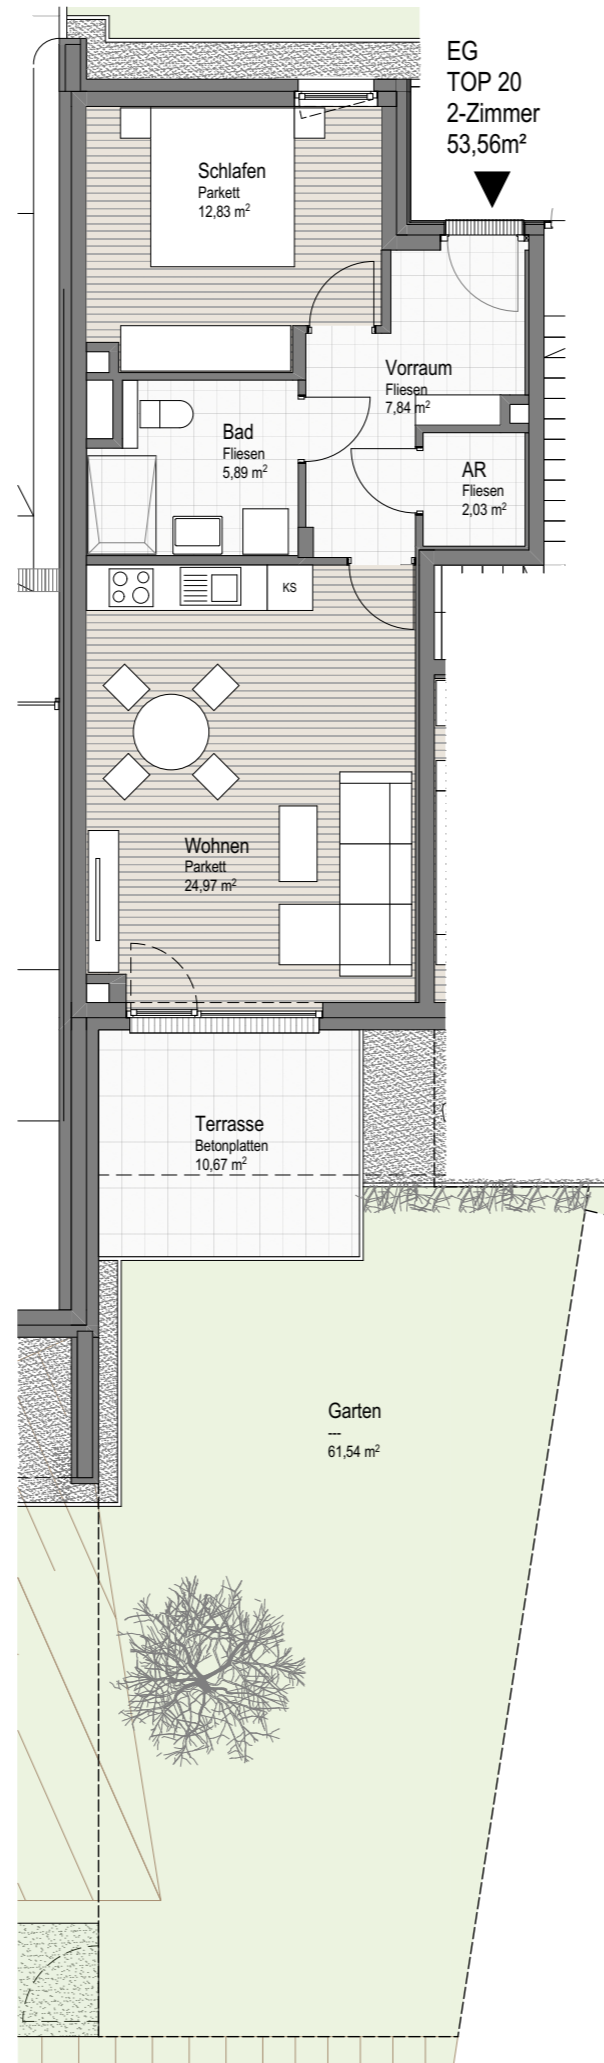 EG
TOP 20
2-Zimmer
53,56m²
Schlafen
Parkett
12,83 m²
Vorraum
Fliesen
7,84 m²
Bad
Fliesen
5,89 m²
AR
Fliesen
2,03 m²
KS
Wohnen
Parkett
24,97 m²
Terrasse
Betonplatten
10,67 m²
Garten
---
61,54 m²